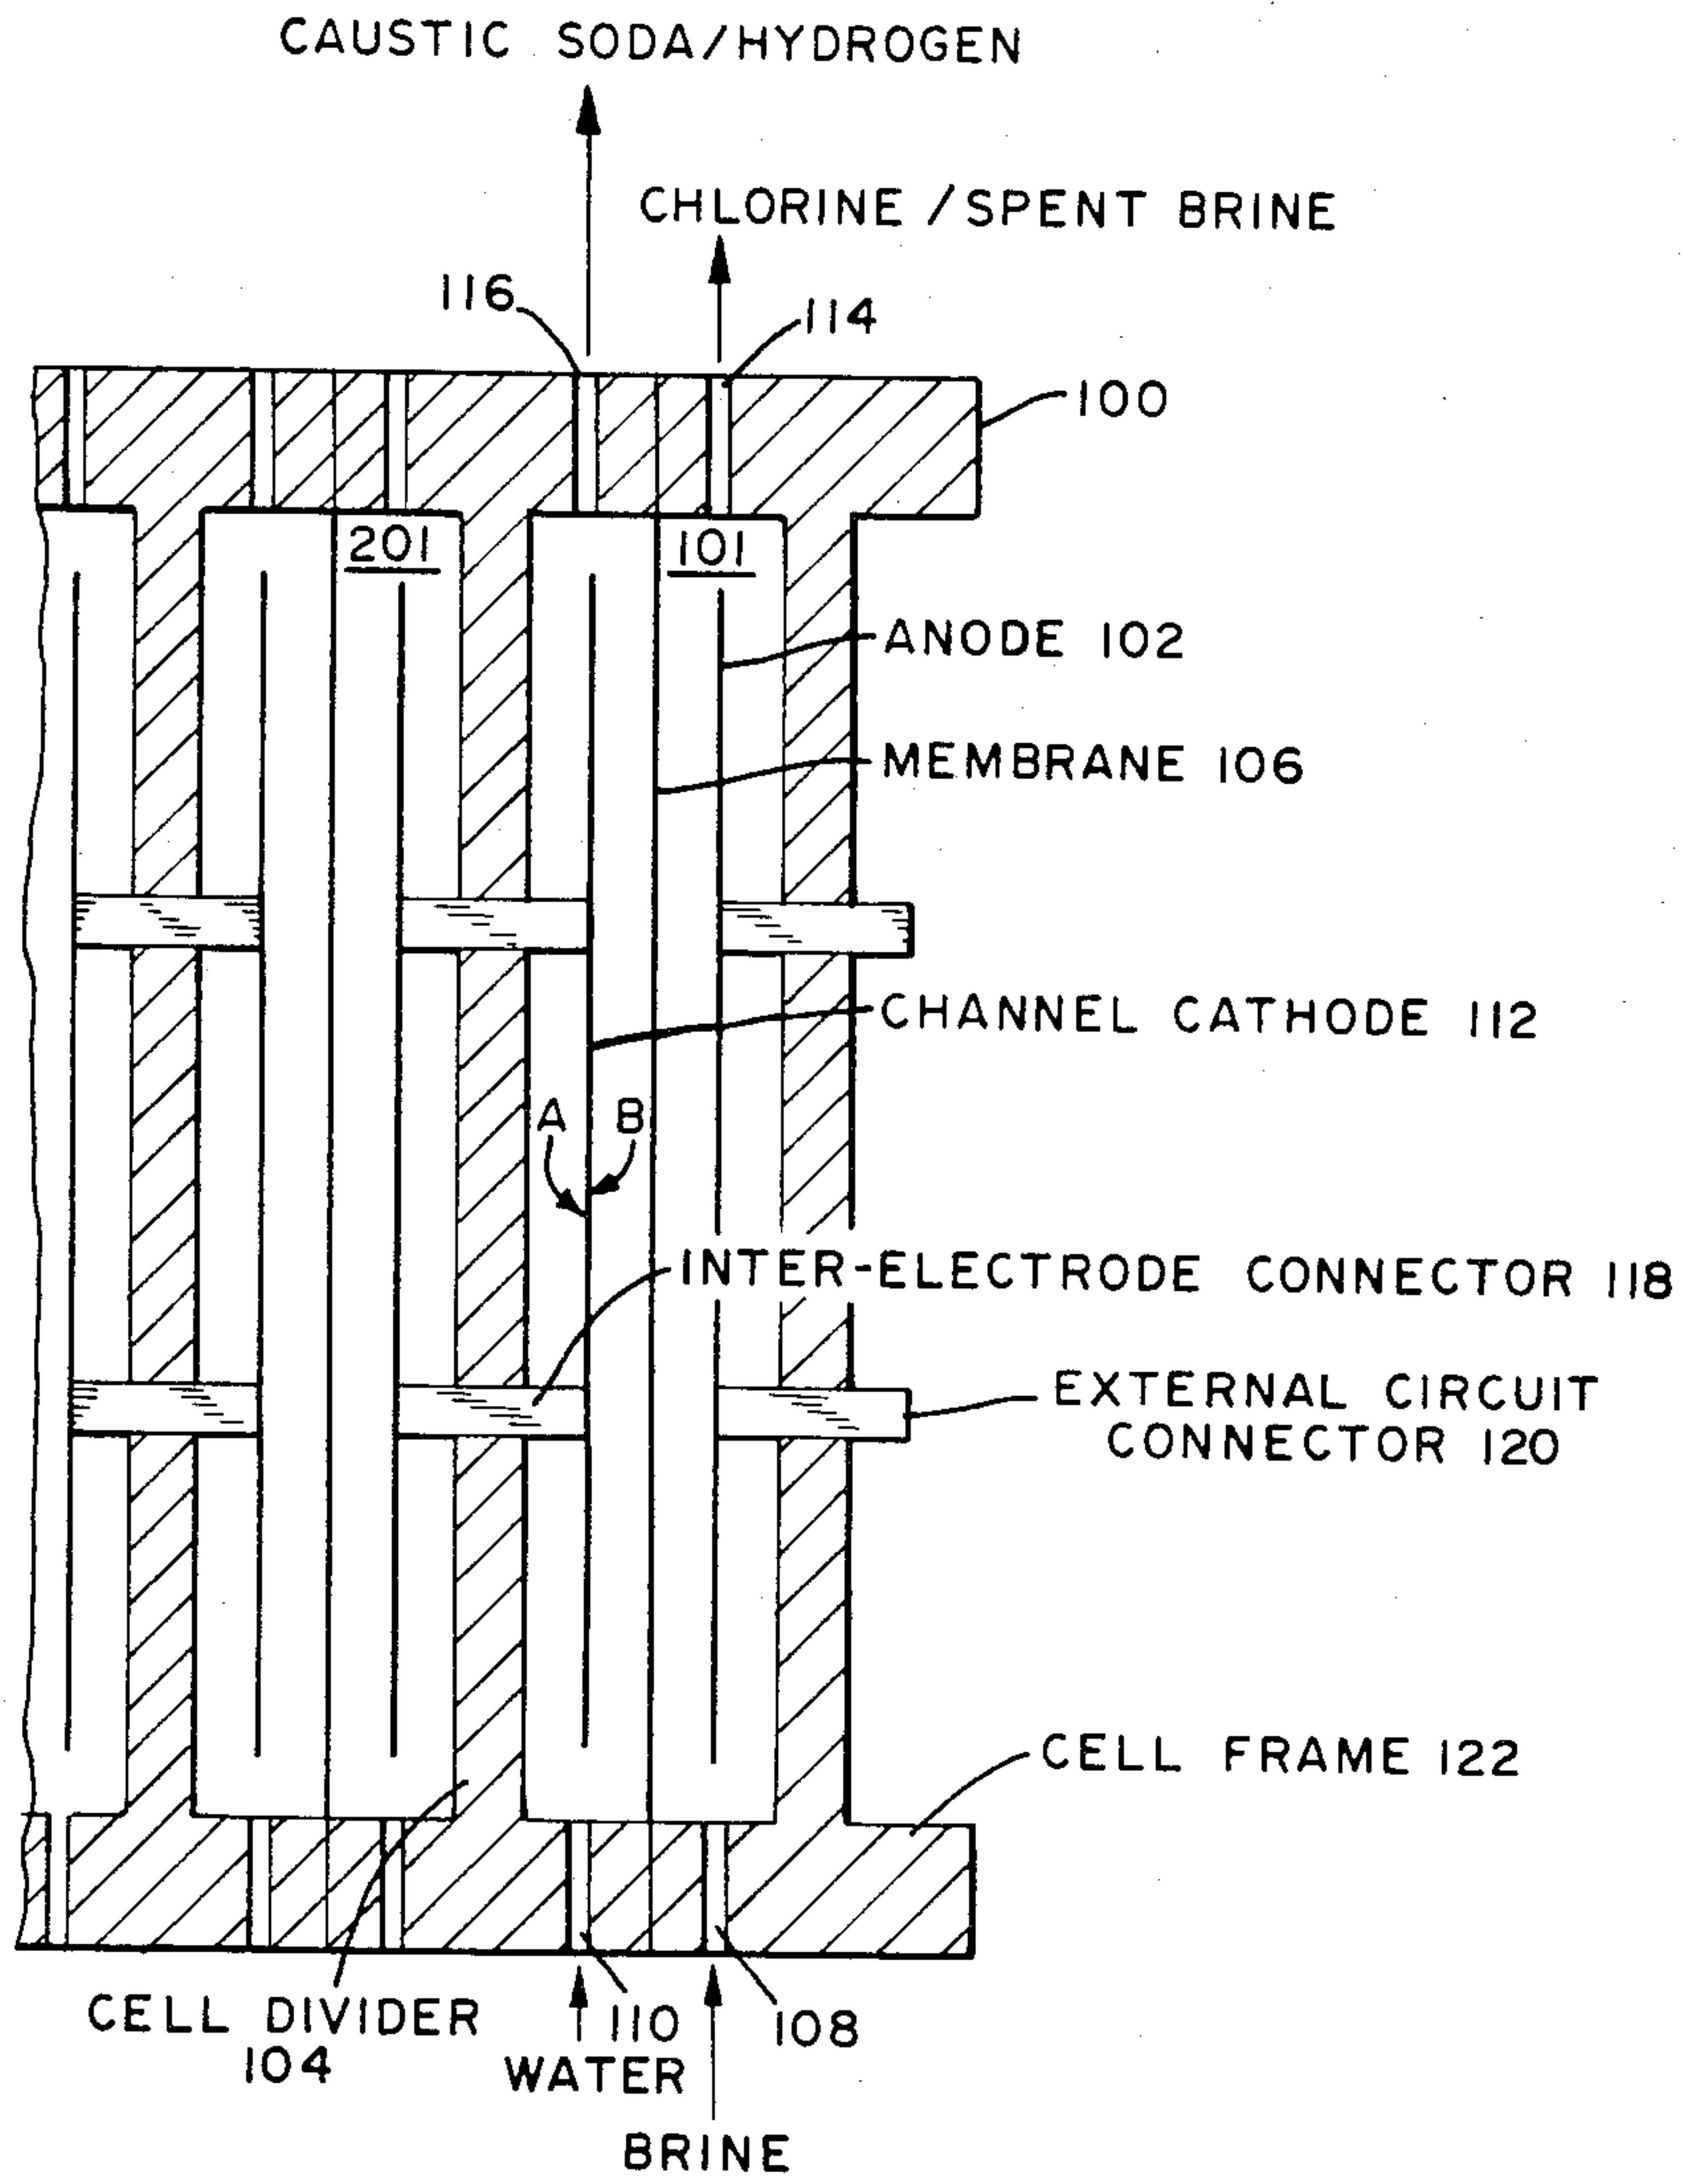 CAUSTIC SODA/HYDROGEN
CHLORINE /SPENT BRINE
116
114
100
201
101
ANODE 102
MEMBRANE 106
CHANNEL CATHODE 112
A
B
INTER-ELECTRODE CONNECTOR 118
EXTERNAL CIRCUIT
CONNECTOR 120
CELL FRAME 122
CELL DIVIDER
104
110
108
WATER
BRINE